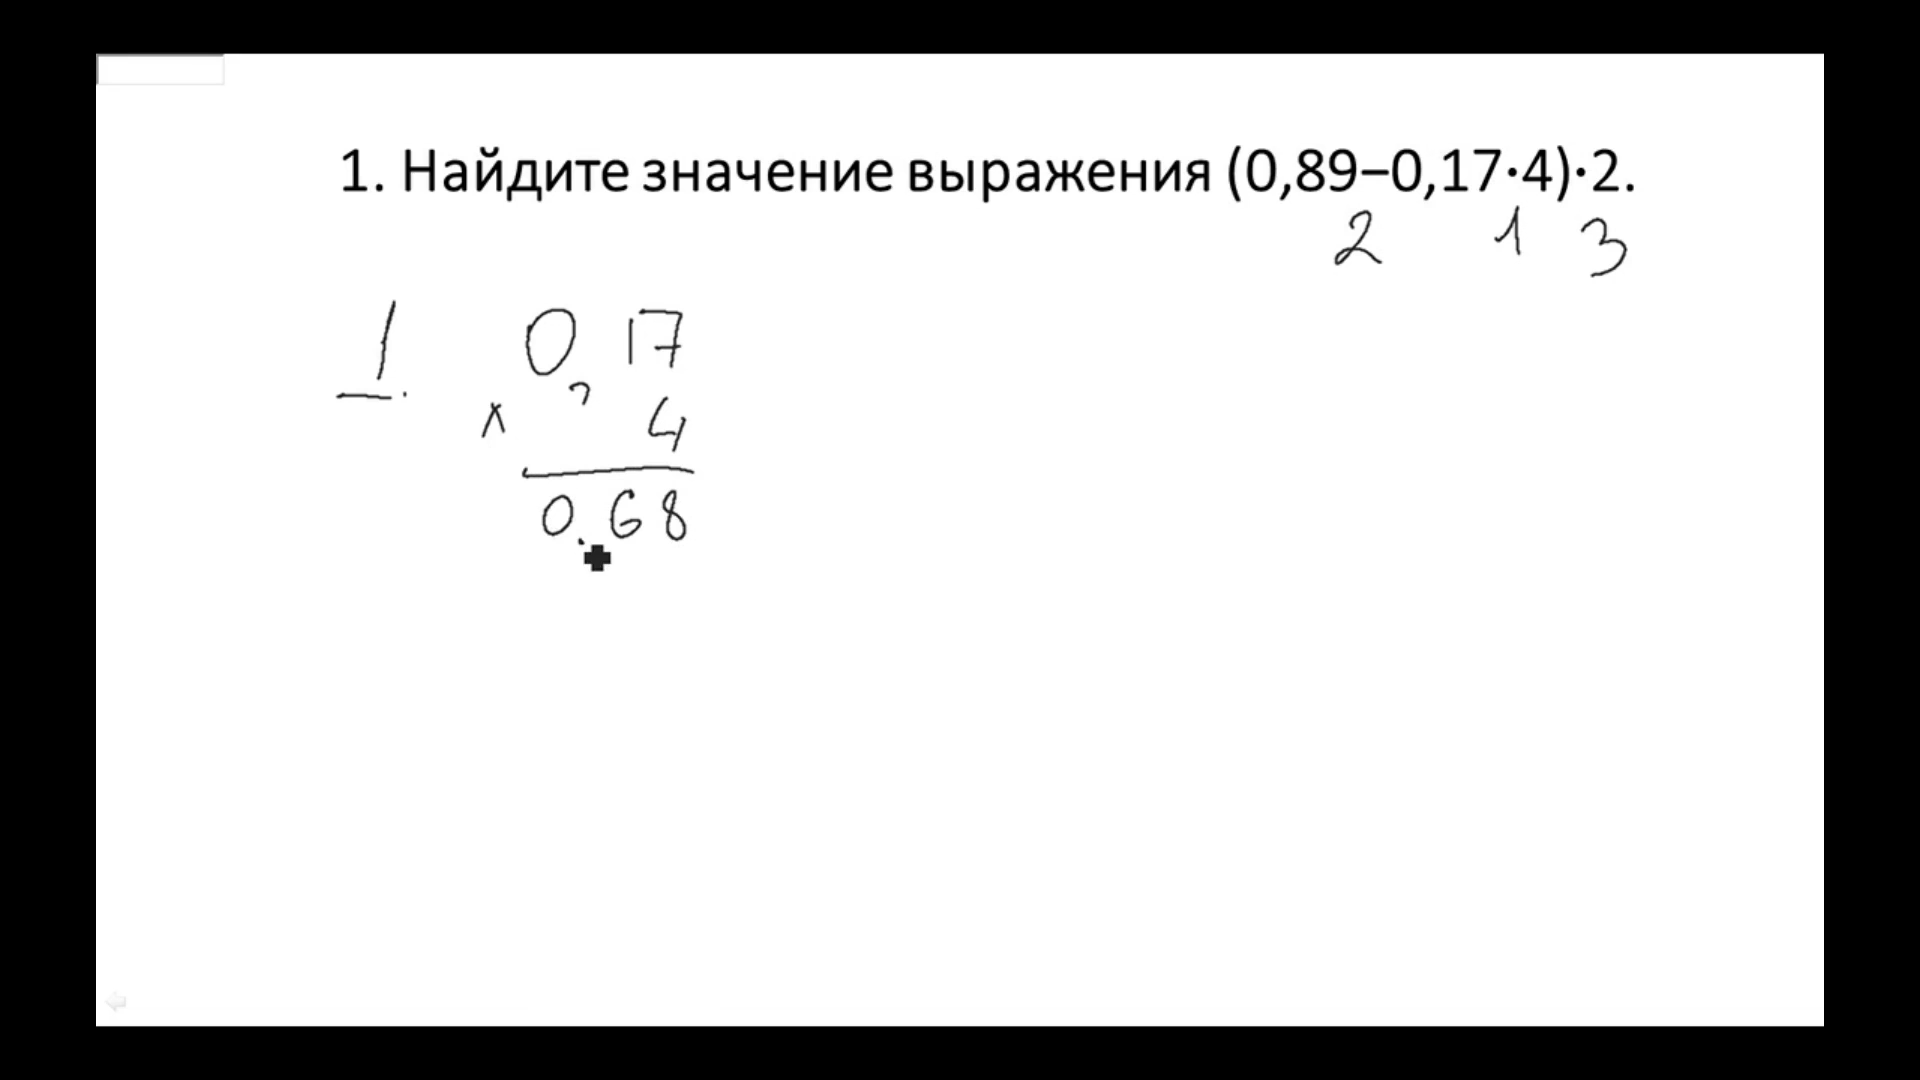 1. Найдите значение выражения (0,89−0,17·4)·2.
2 1 3
1 0,17
× 4
0.68